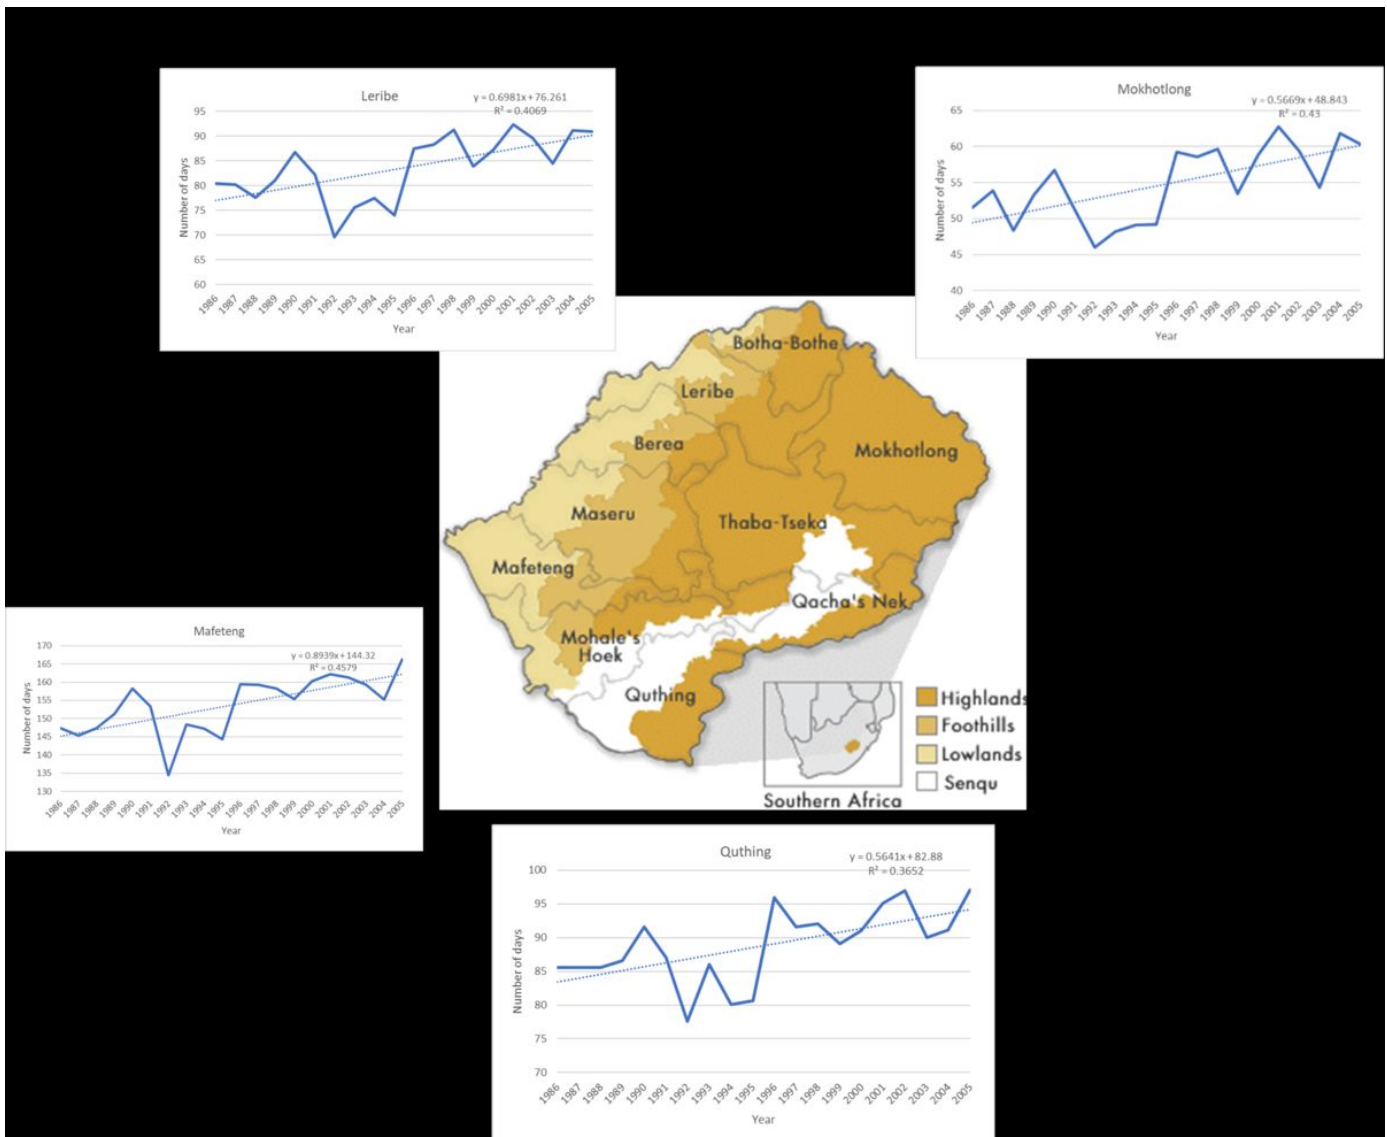 Leribe
y = 0.6981x + 76.261
R² = 0.4069
Number of days
95
90
85
80
75
70
65
60
1986 1987 1988 1989 1990 1991 1992 1993 1994 1995 1996 1997 1998 1999 2000 2001 2002 2003 2004 2005
Year
Mokhotlong
y = 0.5669x + 48.843
R² = 0.43
Number of days
65
60
55
50
45
40
1986 1987 1988 1989 1990 1991 1992 1993 1994 1995 1996 1997 1998 1999 2000 2001 2002 2003 2004 2005
Year
Botha-Bothe
Leribe
Berea
Mokhotlong
Maseru
Thaba-Tseka
Mafeteng
Qacha's Nek
Mohale's
Hoek
Quthing
Highlands
Foothills
Lowlands
Senqu
Southern Africa
Mafeteng
y = 0.8939x + 144.32
R² = 0.4579
Number of days
170
165
160
155
150
145
140
135
130
1986 1987 1988 1989 1990 1991 1992 1993 1994 1995 1996 1997 1998 1999 2000 2001 2002 2003 2004 2005
Year
Quthing
y = 0.5641x + 82.88
R² = 0.3652
Number of days
100
95
90
85
80
75
70
1986 1987 1988 1989 1990 1991 1992 1993 1994 1995 1996 1997 1998 1999 2000 2001 2002 2003 2004 2005
Year